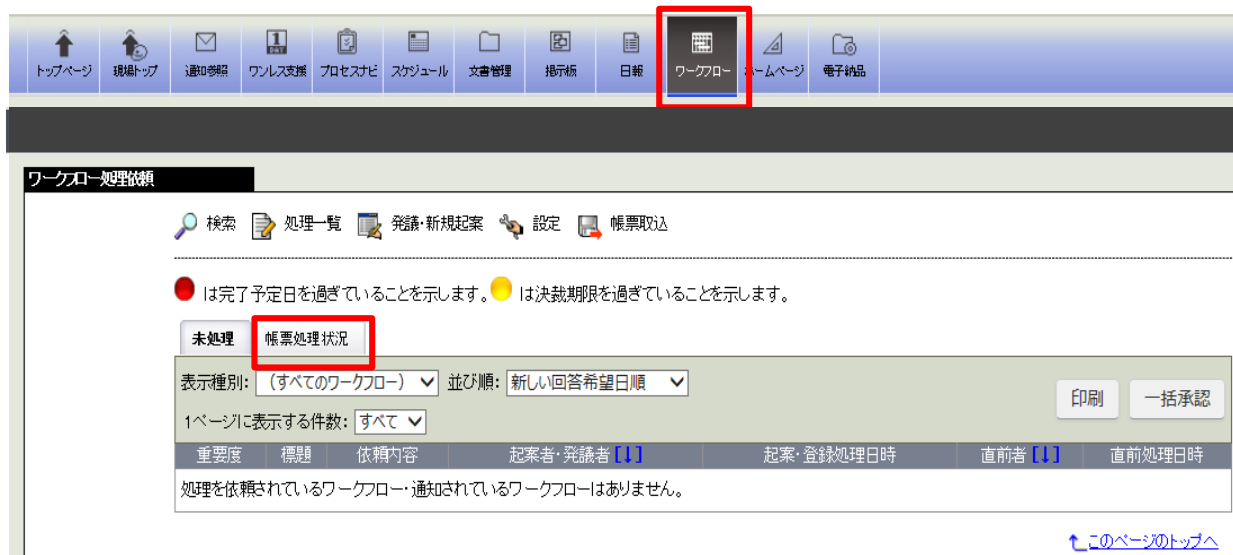 トップページ 現場トップ 通知参照 ワンレス支援 プロセスナビ スケジュール 文書管理 掲示板 日報 ワークフロー ホームページ 電子納品
ワークフロー処理依頼
検索 処理一覧 発議・新規起案 設定 帳票取込
は完了予定日を過ぎていることを示します。 は決裁期限を過ぎていることを示します。
未処理 帳票処理状況
表示種別: (すべてのワークフロー) 並び順: 新しい回答希望日順
印刷 一括承認
1ページに表示する件数: すべて
重要度 標題 依頼内容 起案者・発議者[↓] 起案・登録処理日時 直前者[↓] 直前処理日時
処理を依頼されているワークフロー・通知されているワークフローはありません。
このページのトップへ